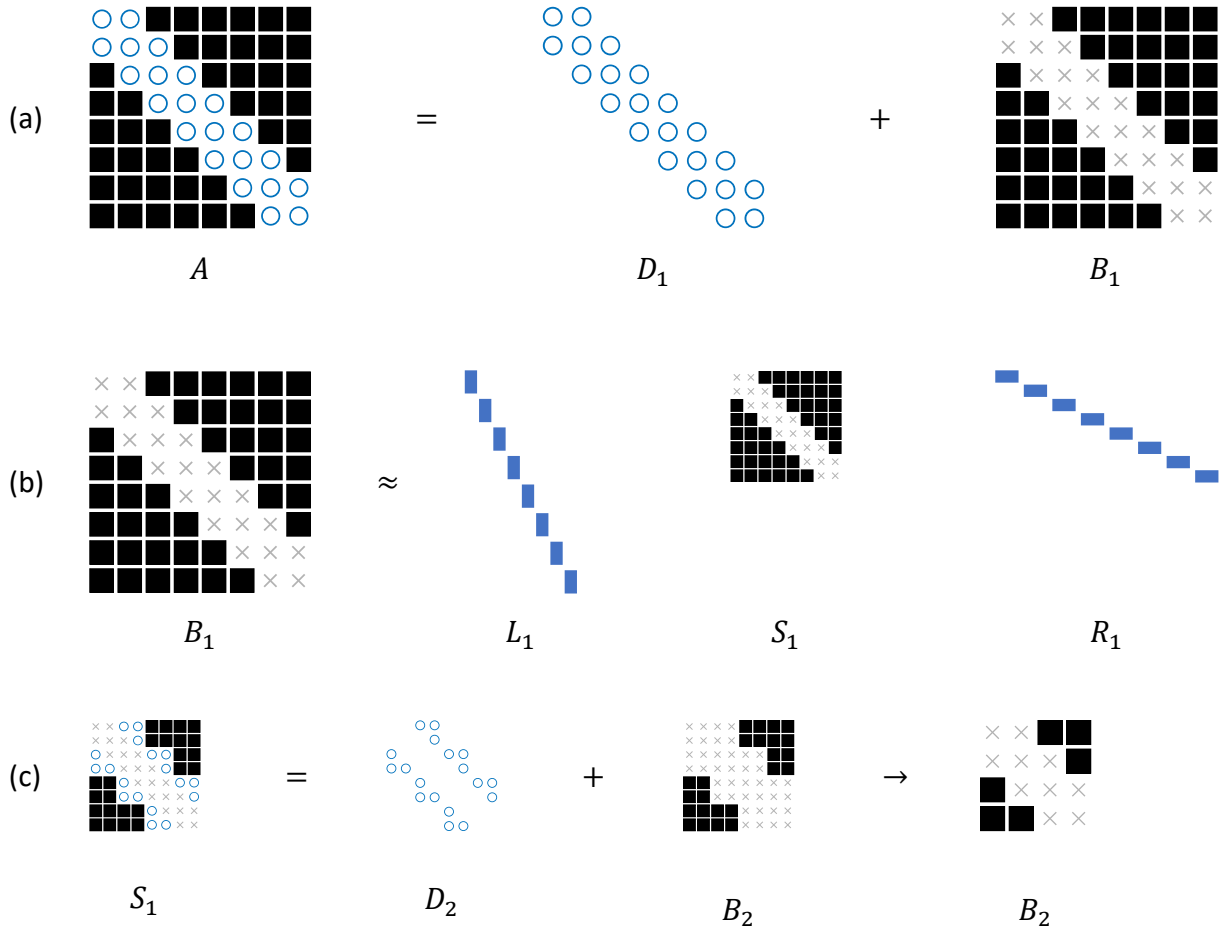 (a) = +
A D₁ B₁
(b) ≈
B₁ L₁ S₁ R₁
(c) = + →
S₁ D₂ B₂ B₂